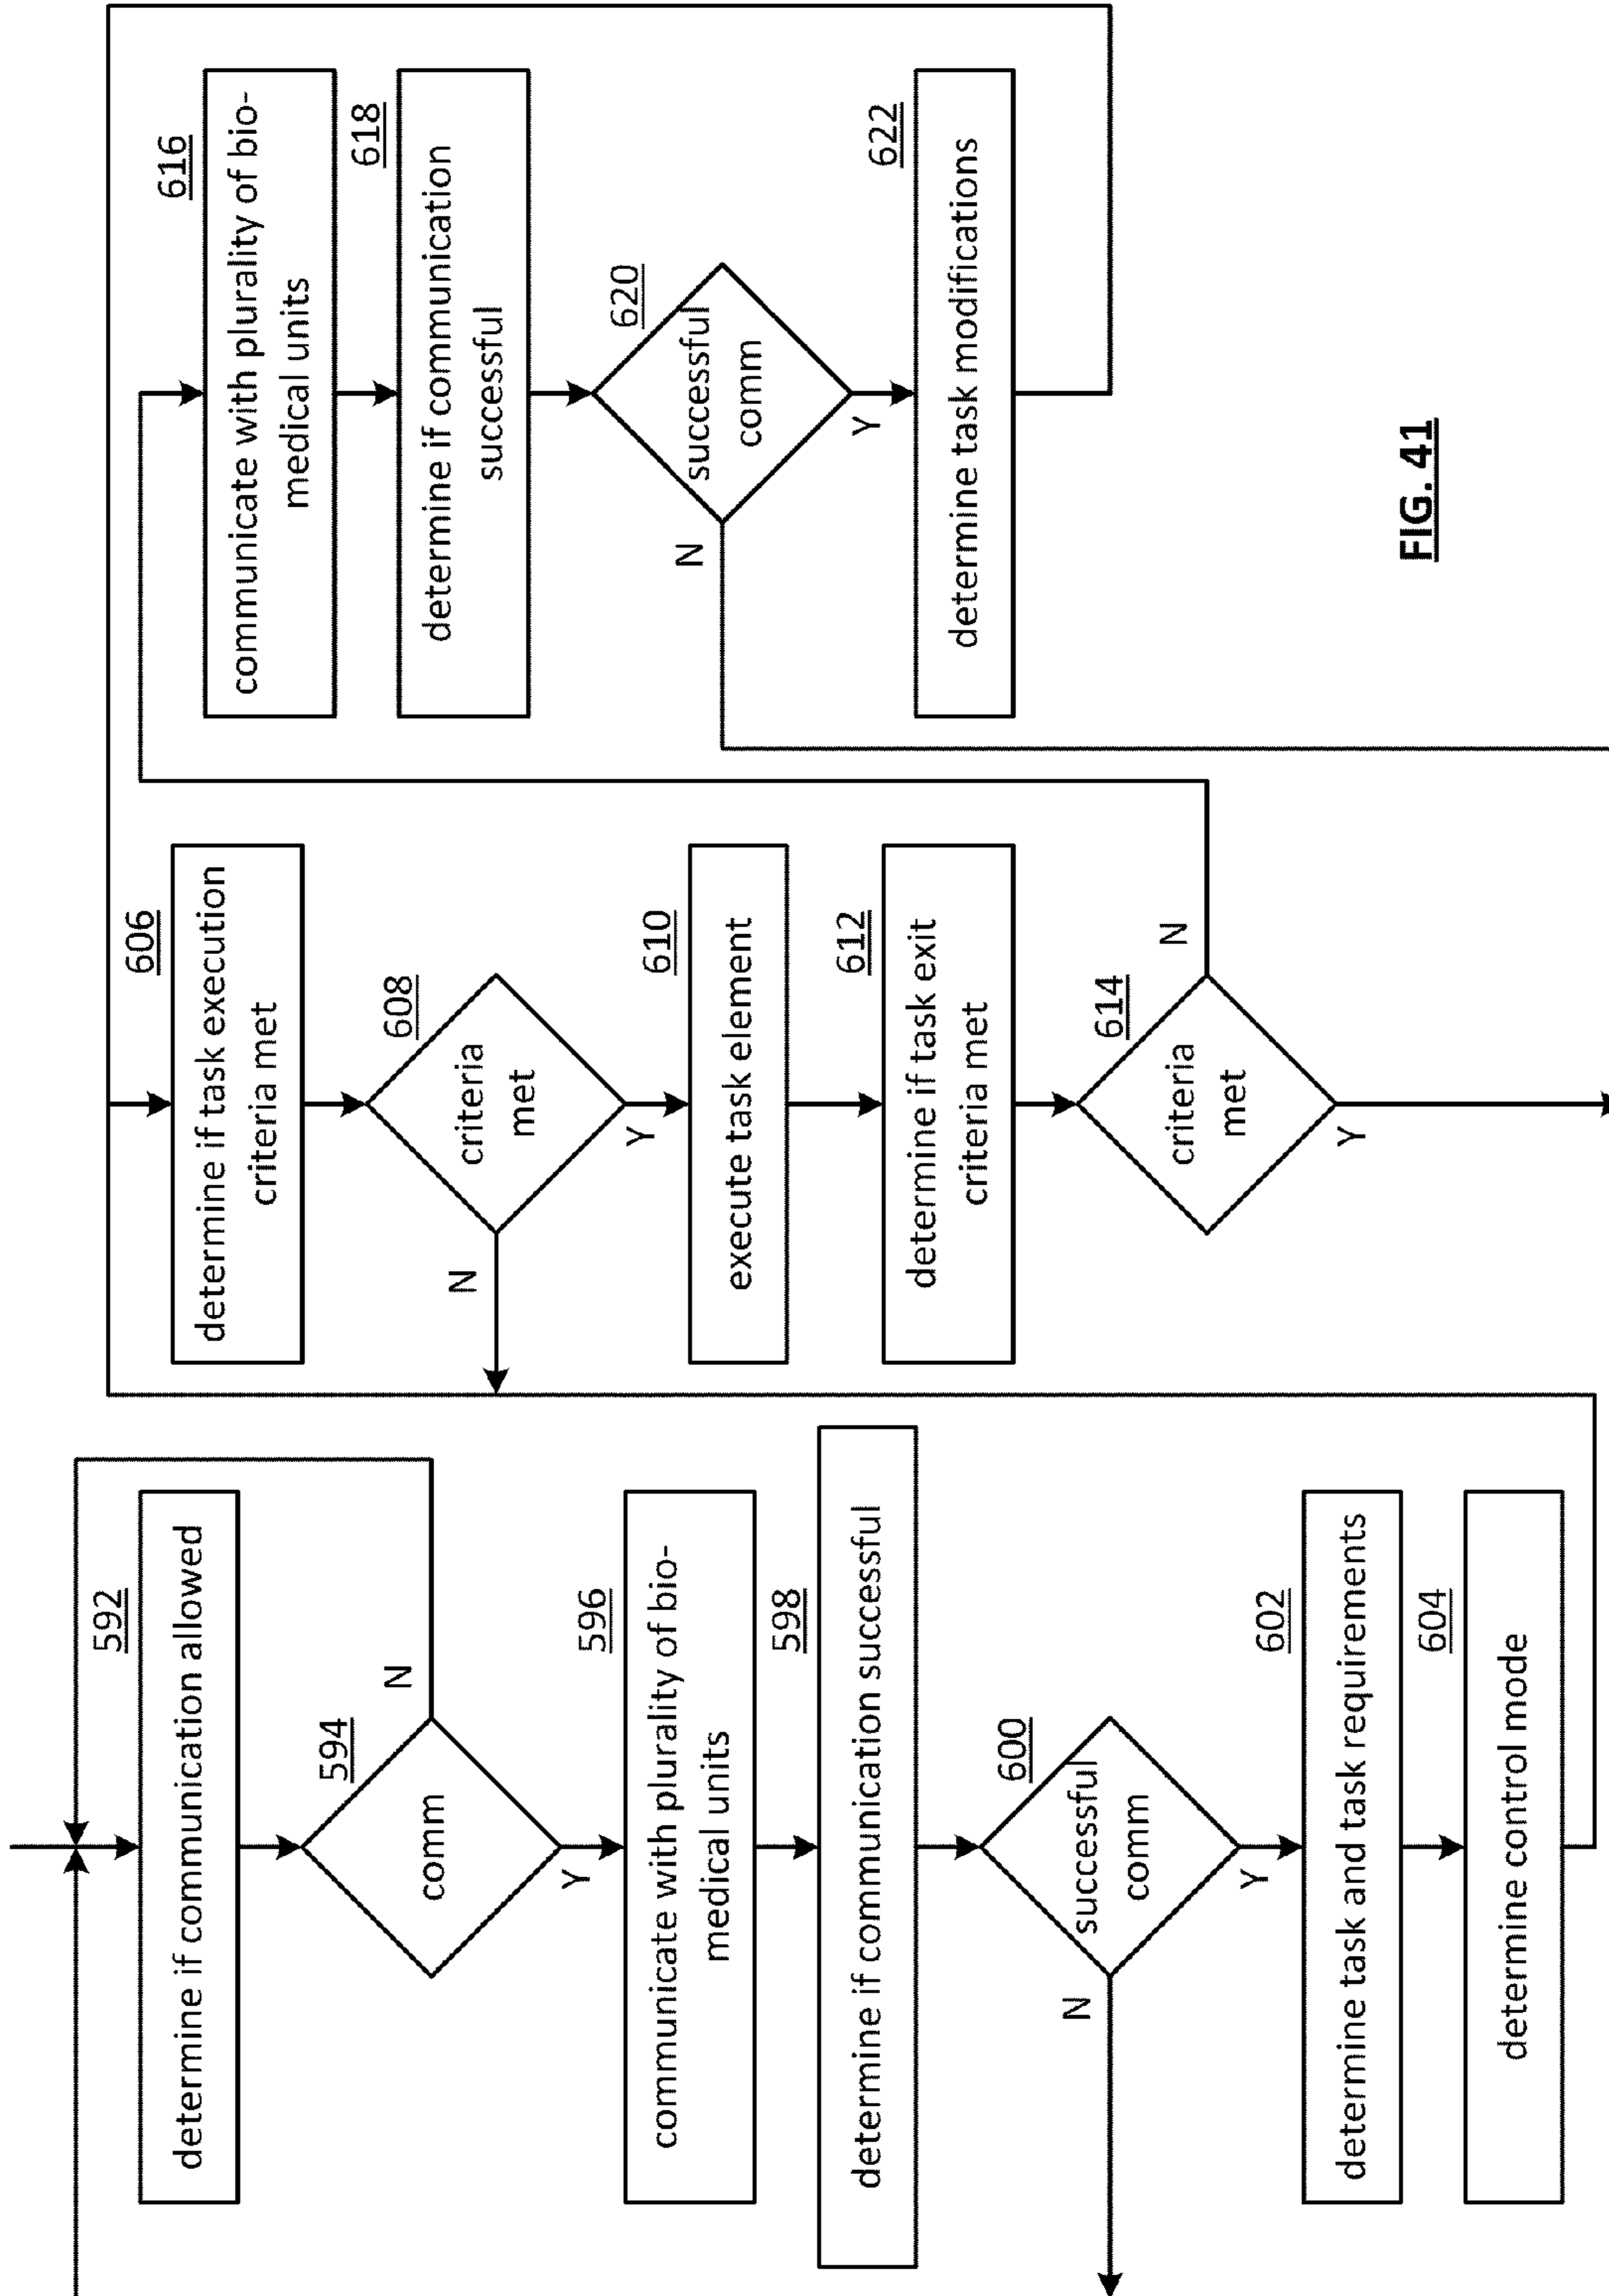 592
determine if communication allowed
594
comm
N
Y
596
communicate with plurality of bio-
medical units
598
determine if communication successful
600
successful
comm
N
Y
602
determine task and task requirements
604
determine control mode
606
determine if task execution
criteria met
608
criteria
met
N
Y
610
execute task element
612
determine if task exit
criteria met
614
criteria
met
N
Y
616
communicate with plurality of bio-
medical units
618
determine if communication
successful
620
successful
comm
N
Y
622
determine task modifications
FIG. 41